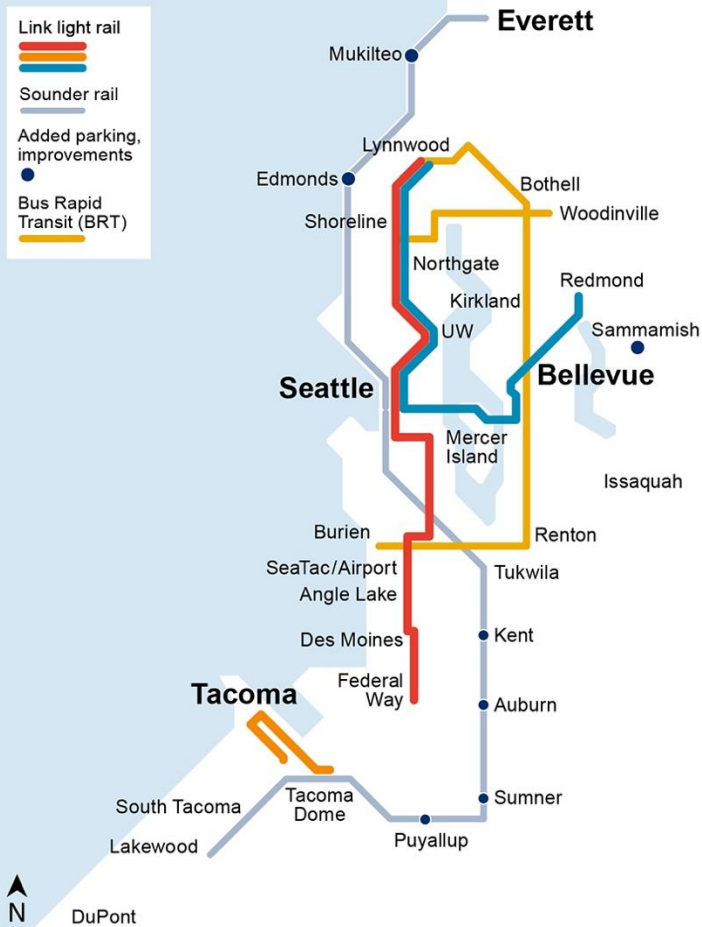 Link light rail
Sounder rail
Added parking,
improvements
Bus Rapid
Transit (BRT)
Everett
Mukilteo
Lynnwood
Edmonds
Bothell
Shoreline
Woodinville
Northgate
Redmond
Kirkland
UW
Sammamish
Seattle
Bellevue
Mercer
Island
Issaquah
Burien
Renton
SeaTac/Airport
Tukwila
Angle Lake
Des Moines
Kent
Federal
Way
Tacoma
Auburn
South Tacoma
Tacoma
Dome
Sumner
Lakewood
Puyallup
N
DuPont